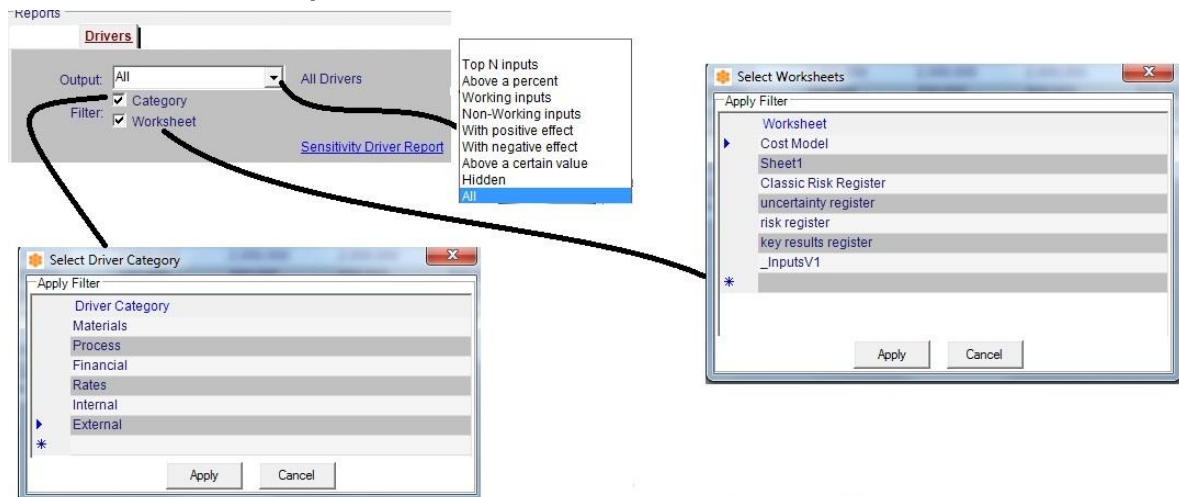 Reports
Drivers
Output: All All Drivers
Filter: Category
Worksheet
Sensitivity Driver Report
Top N inputs
Above a percent
Working inputs
Non-Working inputs
With positive effect
With negative effect
Above a certain value
Hidden
All
Select Worksheets
Apply Filter
Worksheet
Cost Model
Sheet1
Classic Risk Register
uncertainty register
risk register
key results register
_InputsV1
Apply Cancel
Select Driver Category
Apply Filter
Driver Category
Materials
Process
Financial
Rates
Internal
External
Apply Cancel